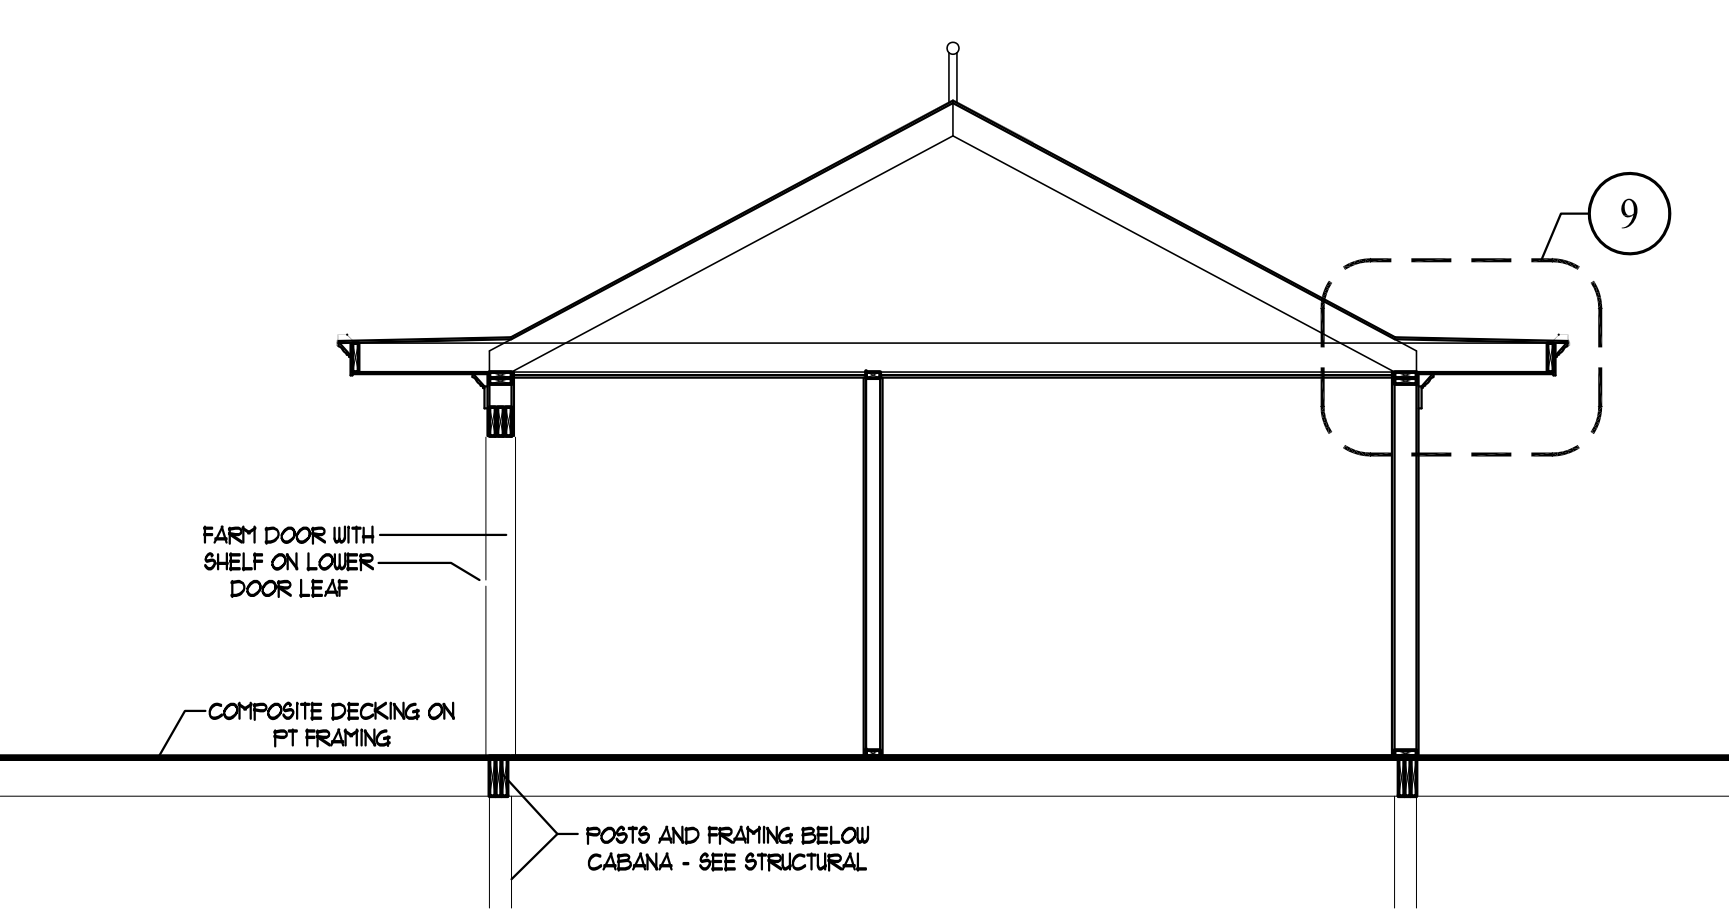 9
FARM DOOR WITH
SHELF ON LOWER
DOOR LEAF
COMPOSITE DECKING ON
PT FRAMING
POSTS AND FRAMING BELOW
CABANA - SEE STRUCTURAL